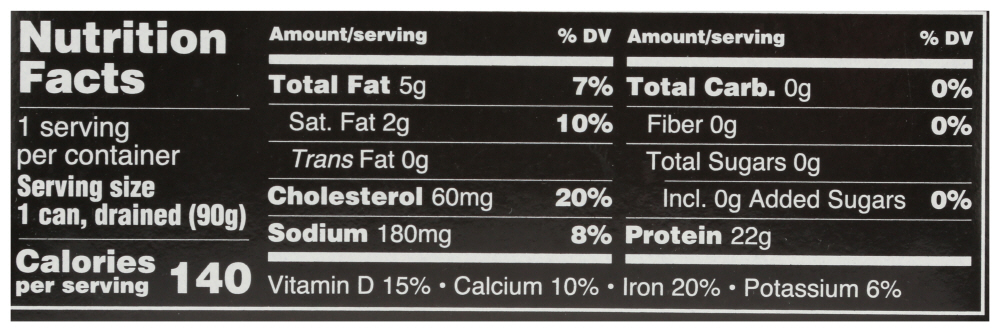 Nutrition
Facts
1 serving
per container
Serving size
1 can, drained (90g)
Calories
per serving 140
Amount/serving % DV
Total Fat 5g 7%
Sat. Fat 2g 10%
Trans Fat 0g
Cholesterol 60mg 20%
Sodium 180mg 8%
Amount/serving % DV
Total Carb. 0g 0%
Fiber 0g 0%
Total Sugars 0g
Incl. 0g Added Sugars 0%
Protein 22g
Vitamin D 15% • Calcium 10% • Iron 20% • Potassium 6%